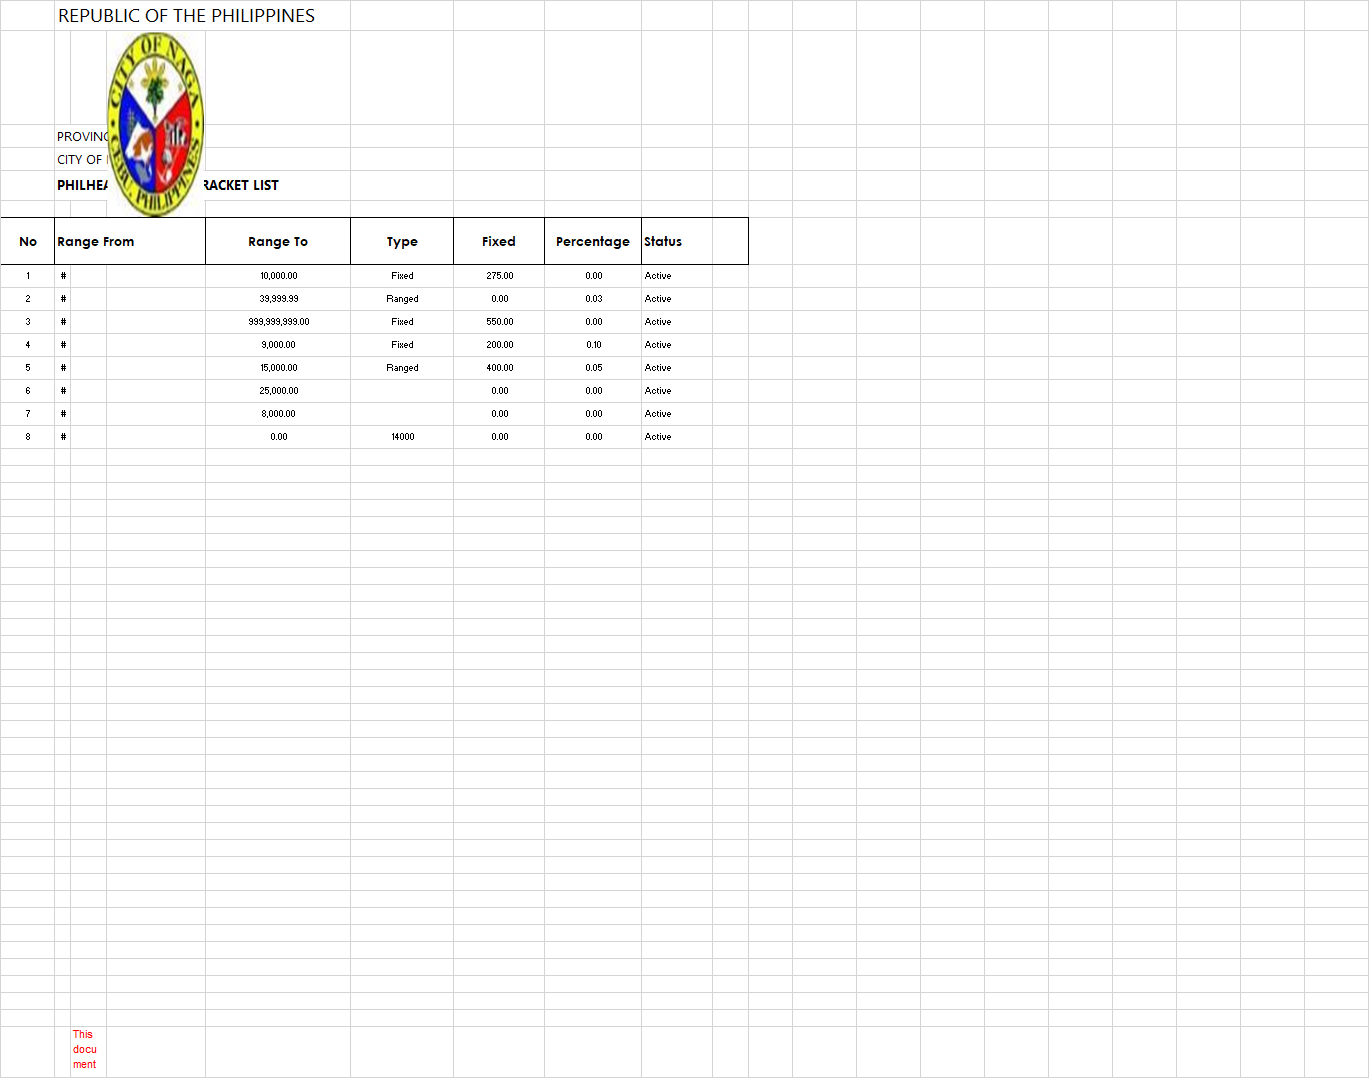 REPUBLIC OF THE PHILIPPINES
CITY OF NAGA
CEBU, PHILIPPINES
CITY OF
RACKET LIST
No Range From Range To Type Fixed Percentage Status
1 # 10,000.00 Fixed 275.00 0.00 Active
2 # 39,999.99 Ranged 0.00 0.03 Active
3 # 999,999,999.00 Fixed 550.00 0.00 Active
4 # 9,000.00 Fixed 200.00 0.10 Active
5 # 15,000.00 Ranged 400.00 0.05 Active
6 # 25,000.00 0.00 0.00 Active
7 # 8,000.00 0.00 0.00 Active
8 # 0.00 14000 0.00 0.00 Active
This
docu
ment